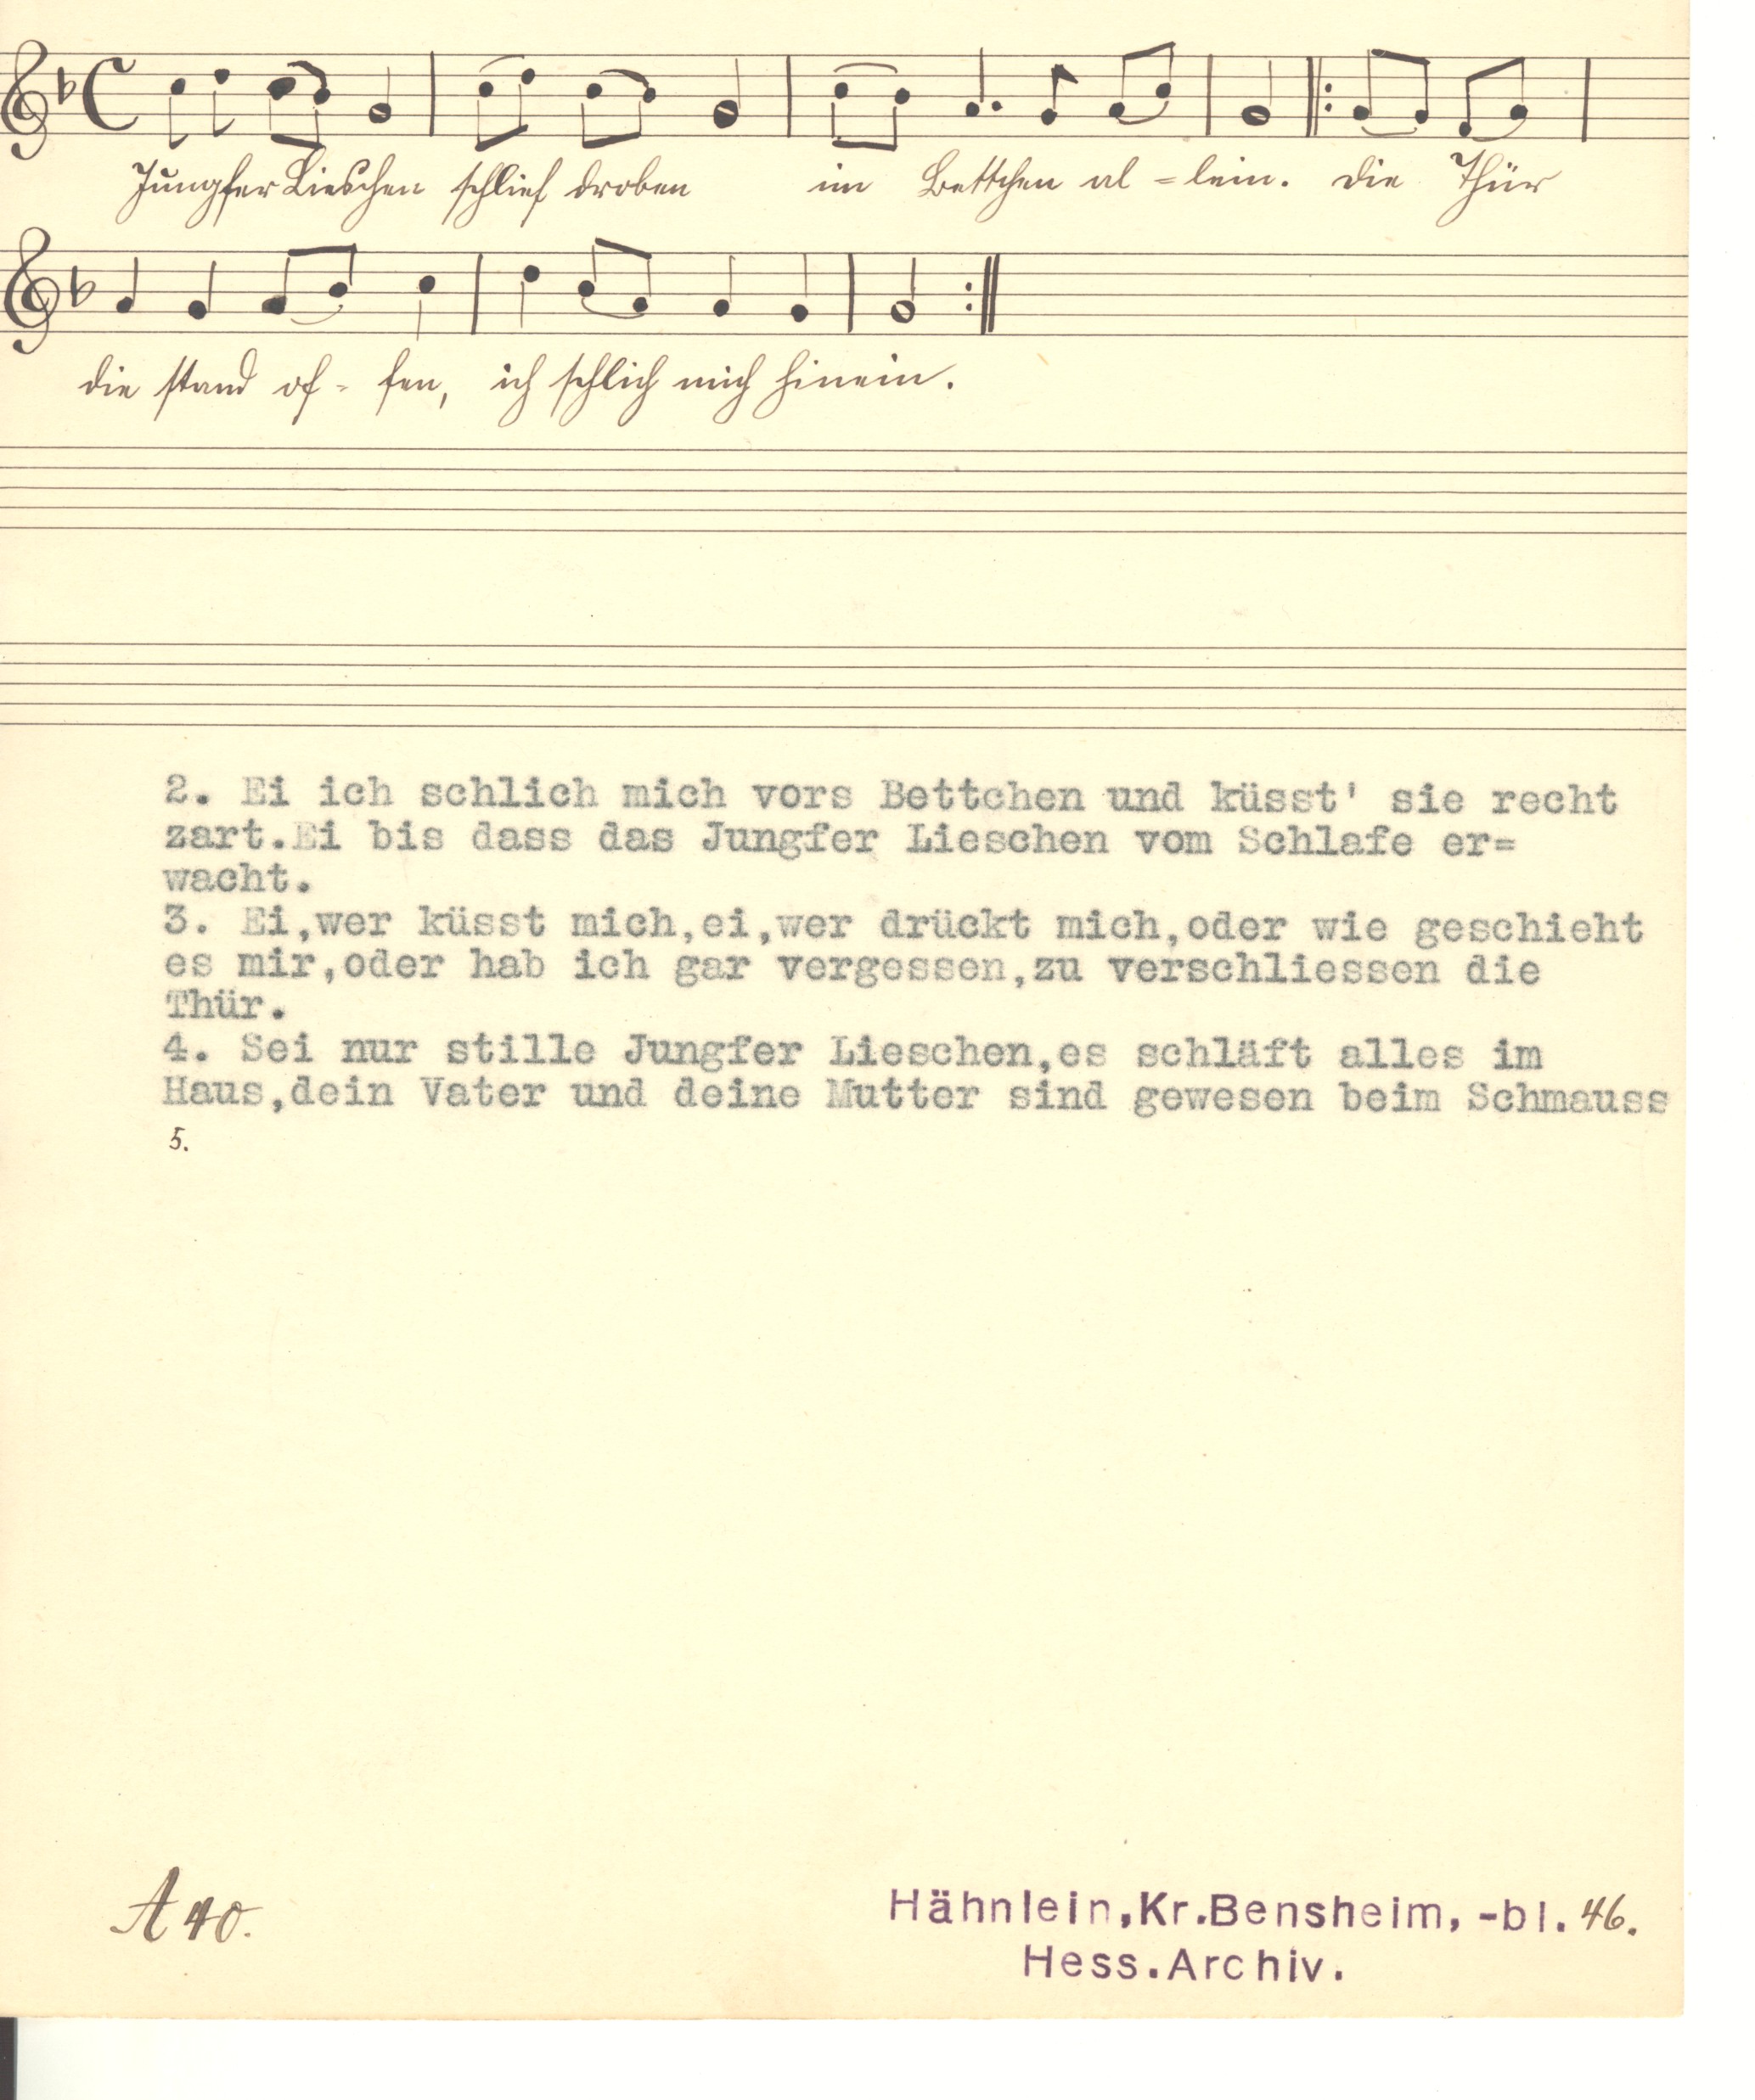 Jungfer Lieschen schlief droben im Bettchen al = lein. die Thür
die stand of = fen, ich schlich mich hinein.
2. Ei ich schlich mich vors Bettchen und küsst' sie recht
zart.Ei bis dass das Jungfer Lieschen vom Schlafe er=
wacht.
3. Ei,wer küsst mich,ei,wer drückt mich,oder wie geschieht
es mir,oder hab ich gar vergessen,zu verschliessen die
Thür.
4. Sei nur stille Jungfer Lieschen,es schläft alles im
Haus,dein Vater und deine Mutter sind gewesen beim Schmauss
5.
A 40.
Hähnlein,Kr.Bensheim, -bl. 46.
Hess.Archiv.